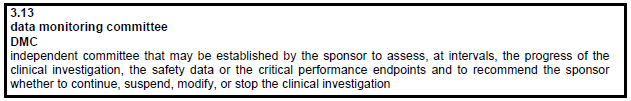 3.13
data monitoring committee
DMC
independent committee that may be established by the sponsor to assess, at intervals, the progress of the
clinical investigation, the safety data or the critical performance endpoints and to recommend the sponsor
whether to continue, suspend, modify, or stop the clinical investigation